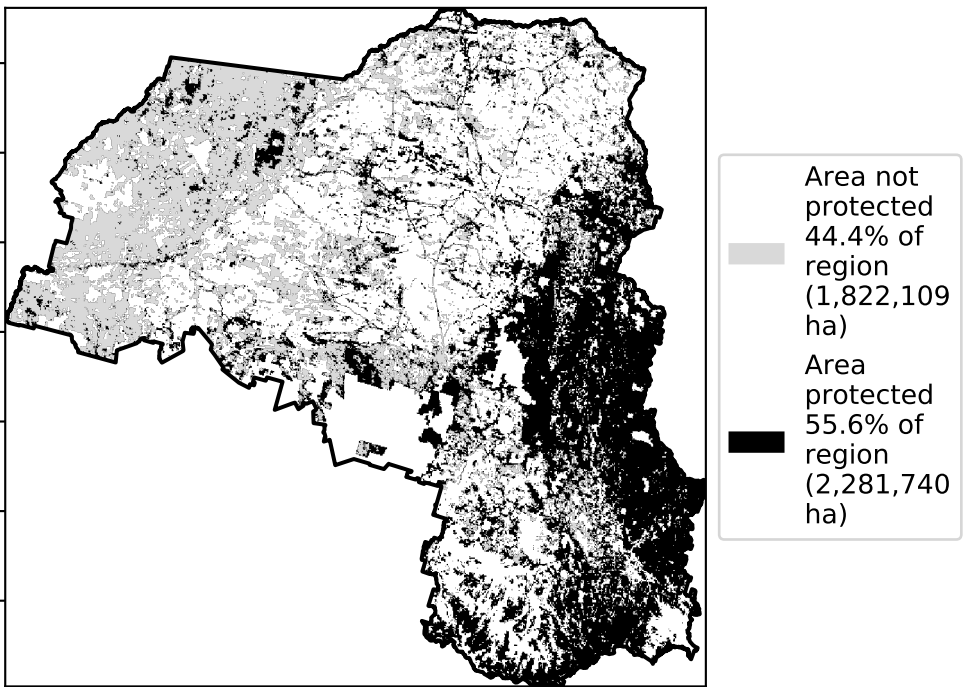 Area not
protected
44.4% of
region
(1,822,109
ha)
Area
protected
55.6% of
region
(2,281,740
ha)